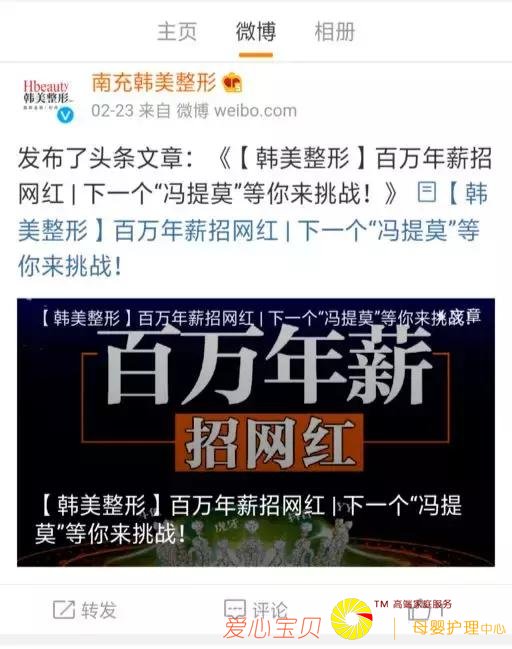 主页 微博 相册
Hbeauty
韩美整形
南充韩美整形
02-23 来自 微博 weibo.com
发布了头条文章：《【韩美整形】百万年薪招
网红 | 下一个“冯提莫”等你来挑战！》 【韩
美整形】百万年薪招网红 | 下一个“冯提莫”等
你来挑战！
【韩美整形】百万年薪招网红 | 下一个“冯提莫”等你来挑战！
百万年薪
招网红
【韩美整形】百万年薪招网红 | 下一个“冯提
莫”等你来挑战！
转发 评论 1
爱心宝贝
TM 高端家庭服务
母婴护理中心